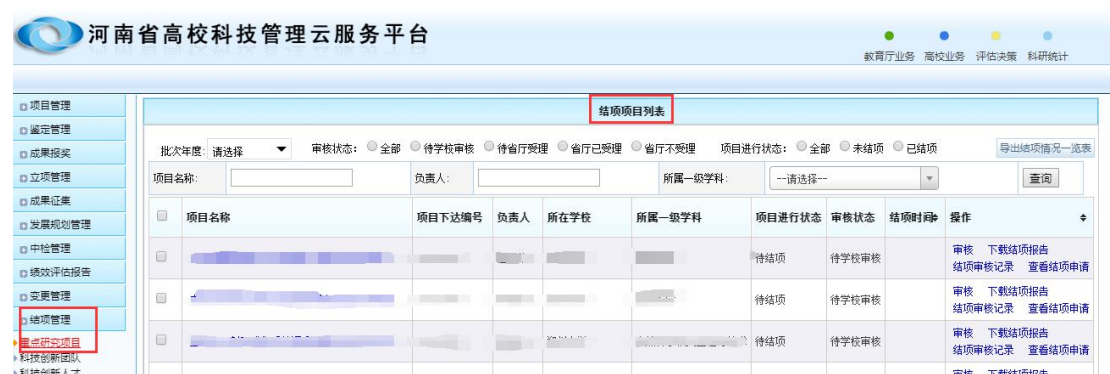 河南省高校科技管理云服务平台
教育厅业务 高校业务 评估决策 科研统计
项目管理
鉴定管理
成果报奖
立项管理
成果征集
发展规划管理
中检管理
绩效评估报告
变更管理
结项管理
重点研究项目
科技创新团队
科技创新人才
结项项目列表
批次年度: 请选择 审核状态: 全部 待学校审核 待省厅受理 省厅已受理 省厅不受理 项目进行状态: 全部 未结项 已结项 导出结项情况一览表
项目名称: 负责人: 所属一级学科: --请选择-- 查询
项目名称 项目下达编号 负责人 所在学校 所属一级学科 项目进行状态 审核状态 结项时间 操作
待结项 待学校审核 审核 下载结项报告
结项审核记录 查看结项申请
待结项 待学校审核 审核 下载结项报告
结项审核记录 查看结项申请
待结项 待学校审核 审核 下载结项报告
结项审核记录 查看结项申请
审核 下载结项报告